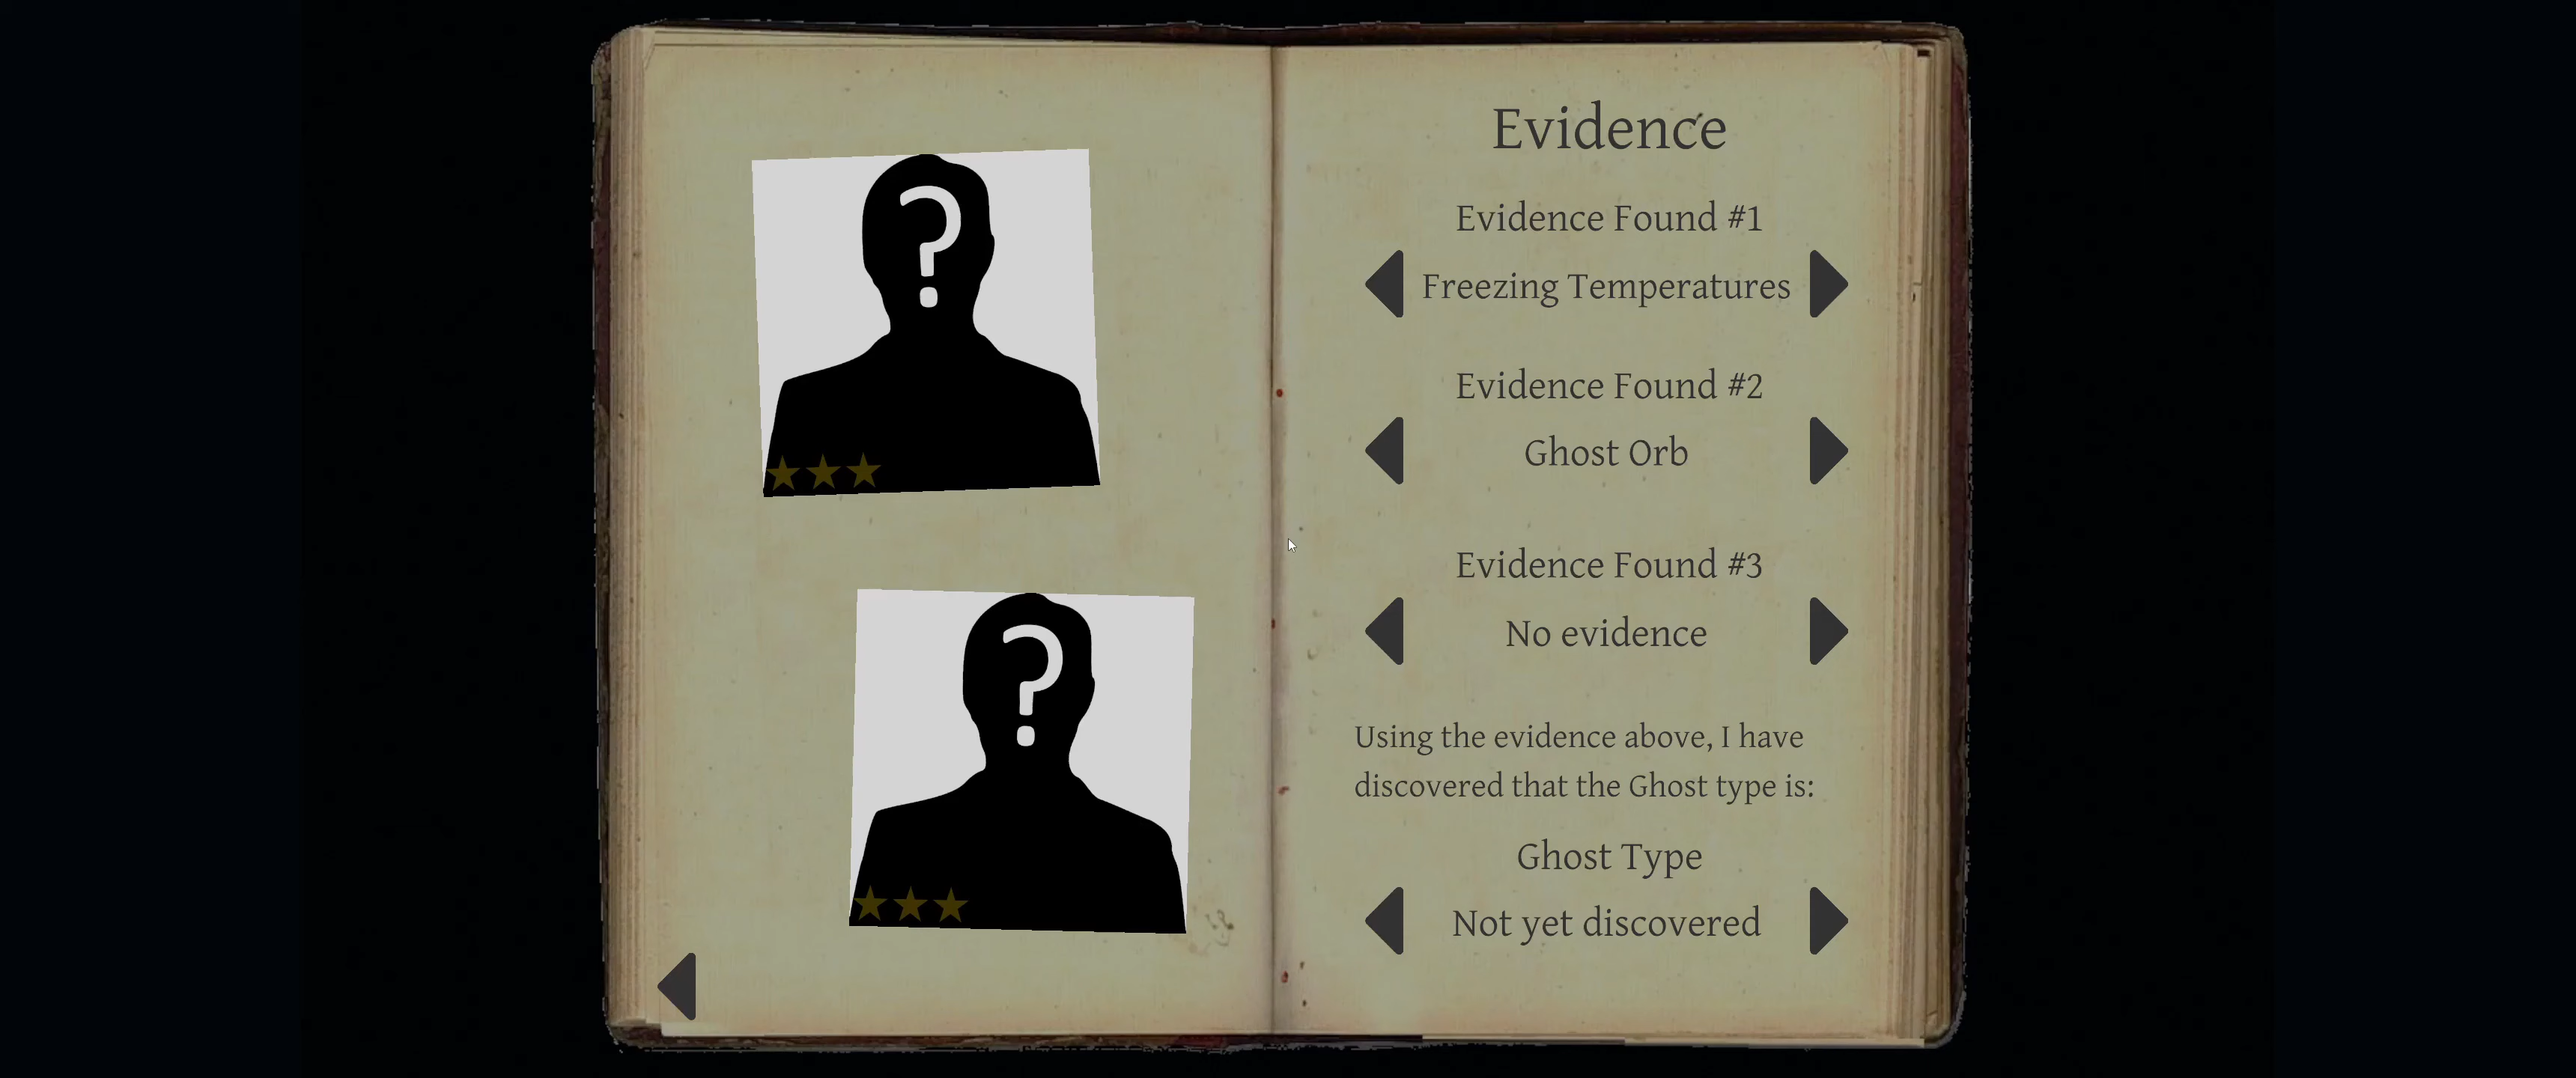 ?
?
Evidence
Evidence Found #1
Freezing Temperatures
Evidence Found #2
Ghost Orb
Evidence Found #3
No evidence
Using the evidence above, I have
discovered that the Ghost type is:
Ghost Type
Not yet discovered